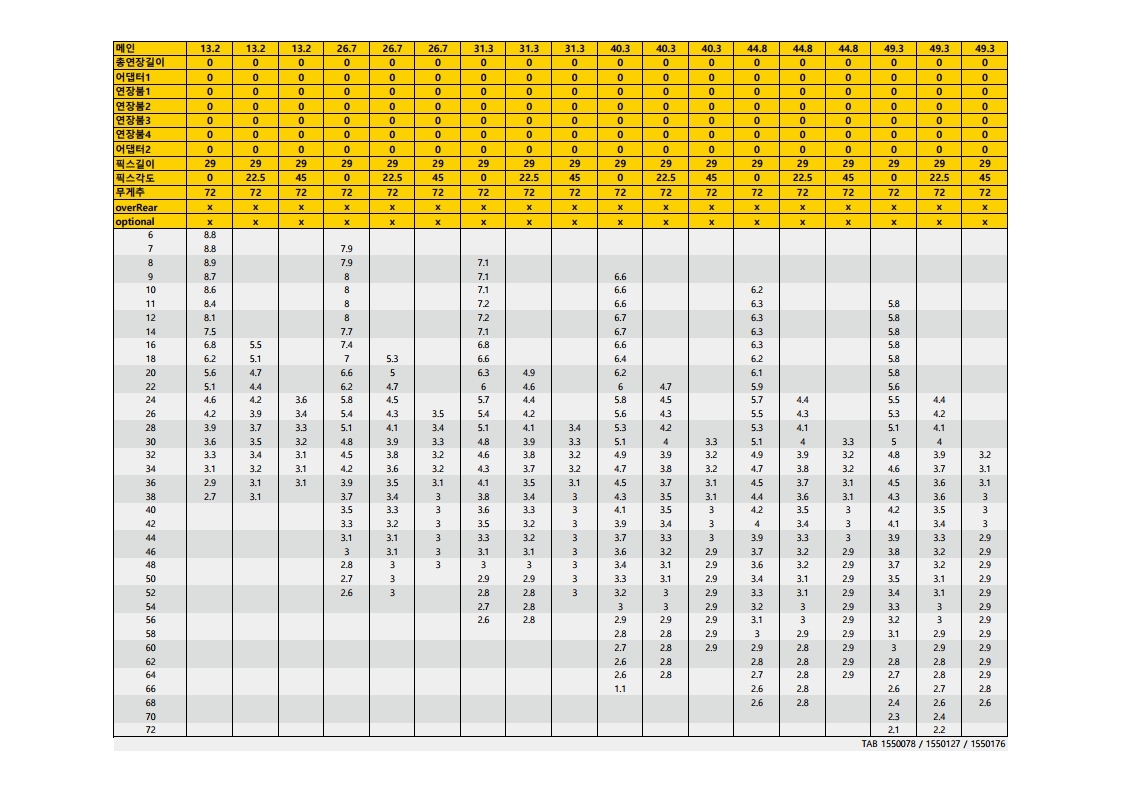 메인 13.2 13.2 13.2 26.7 26.7 26.7 31.3 31.3 31.3 40.3 40.3 40.3 44.8 44.8 44.8 49.3 49.3 49.3
총연장길이 0 0 0 0 0 0 0 0 0 0 0 0 0 0 0 0 0 0
어댑터1 0 0 0 0 0 0 0 0 0 0 0 0 0 0 0 0 0 0
연장붐1 0 0 0 0 0 0 0 0 0 0 0 0 0 0 0 0 0 0
연장붐2 0 0 0 0 0 0 0 0 0 0 0 0 0 0 0 0 0 0
연장붐3 0 0 0 0 0 0 0 0 0 0 0 0 0 0 0 0 0 0
연장붐4 0 0 0 0 0 0 0 0 0 0 0 0 0 0 0 0 0 0
어댑터2 0 0 0 0 0 0 0 0 0 0 0 0 0 0 0 0 0 0
픽스길이 29 29 29 29 29 29 29 29 29 29 29 29 29 29 29 29 29 29
픽스각도 0 22.5 45 0 22.5 45 0 22.5 45 0 22.5 45 0 22.5 45 0 22.5 45
무게추 72 72 72 72 72 72 72 72 72 72 72 72 72 72 72 72 72 72
overRear x x x x x x x x x x x x x x x x x x
optional x x x x x x x x x x x x x x x x x x
6 8.8
7 8.8 7.9
8 8.9 7.9 7.1
9 8.7 8 7.1 6.6
10 8.6 8 7.1 6.6 6.2
11 8.4 8 7.2 6.6 6.3 5.8
12 8.1 8 7.2 6.7 6.3 5.8
14 7.5 7.7 7.1 6.7 6.3 5.8
16 6.8 5.5 7.4 6.8 6.6 6.3 5.8
18 6.2 5.1 7 5.3 6.6 6.4 6.2 5.8
20 5.6 4.7 6.6 5 6.3 4.9 6.2 6.1 5.8
22 5.1 4.4 6.2 4.7 6 4.6 6 4.7 5.9 5.6
24 4.6 4.2 3.6 5.8 4.5 5.7 4.4 5.8 4.5 5.7 4.4 5.5 4.4
26 4.2 3.9 3.4 5.4 4.3 3.5 5.4 4.2 5.6 4.3 5.5 4.3 5.3 4.2
28 3.9 3.7 3.3 5.1 4.1 3.4 5.1 4.1 3.4 5.3 4.2 5.3 4.1 5.1 4.1
30 3.6 3.5 3.2 4.8 3.9 3.3 4.8 3.9 3.3 5.1 4 3.3 5.1 4 3.3 5 4
32 3.3 3.4 3.1 4.5 3.8 3.2 4.6 3.8 3.2 4.9 3.9 3.2 4.9 3.9 3.2 4.8 3.9 3.2
34 3.1 3.2 3.1 4.2 3.6 3.2 4.3 3.7 3.2 4.7 3.8 3.2 4.7 3.8 3.2 4.6 3.7 3.1
36 2.9 3.1 3.1 3.9 3.5 3.1 4.1 3.5 3.1 4.5 3.7 3.1 4.5 3.7 3.1 4.5 3.6 3.1
38 2.7 3.1 3.7 3.4 3 3.8 3.4 3 4.3 3.5 3.1 4.4 3.6 3.1 4.3 3.6 3
40 3.5 3.3 3 3.6 3.3 3 4.1 3.5 3 4.2 3.5 3 4.2 3.5 3
42 3.3 3.2 3 3.5 3.2 3 3.9 3.4 3 4 3.4 3 4.1 3.4 3
44 3.1 3.1 3 3.3 3.2 3 3.7 3.3 3 3.9 3.3 3 3.9 3.3 2.9
46 3 3.1 3 3.1 3.1 3 3.6 3.2 2.9 3.7 3.2 2.9 3.8 3.2 2.9
48 2.8 3 3 3 3 3 3.4 3.1 2.9 3.6 3.2 2.9 3.7 3.2 2.9
50 2.7 3 2.9 2.9 3 3.3 3.1 2.9 3.4 3.1 2.9 3.5 3.1 2.9
52 2.6 3 2.8 2.8 3 3.2 3 2.9 3.3 3.1 2.9 3.4 3.1 2.9
54 2.7 2.8 3 3 2.9 3.2 3 2.9 3.3 3 2.9
56 2.6 2.8 2.9 2.9 2.9 3.1 3 2.9 3.2 3 2.9
58 2.8 2.8 2.9 3 2.9 2.9 3.1 2.9 2.9
60 2.7 2.8 2.9 2.9 2.8 2.9 3 2.9 2.9
62 2.6 2.8 2.8 2.8 2.9 2.8 2.8 2.9
64 2.6 2.8 2.7 2.8 2.9 2.7 2.8 2.9
66 1.1 2.6 2.8 2.6 2.7 2.8
68 2.6 2.8 2.4 2.6 2.6
70 2.3 2.4
72 2.1 2.2
TAB 1550078 / 1550127 / 1550176